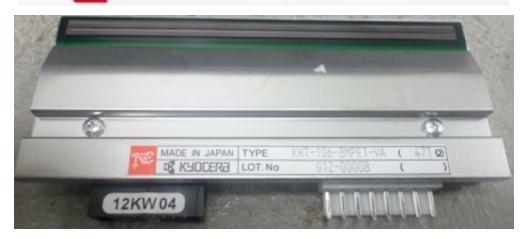 MADE IN JAPAN TYPE KHT-106-8MPE1-VA ( 471 Ω)
KYOCERA LOT.No 612-00008 ( )
12KW04